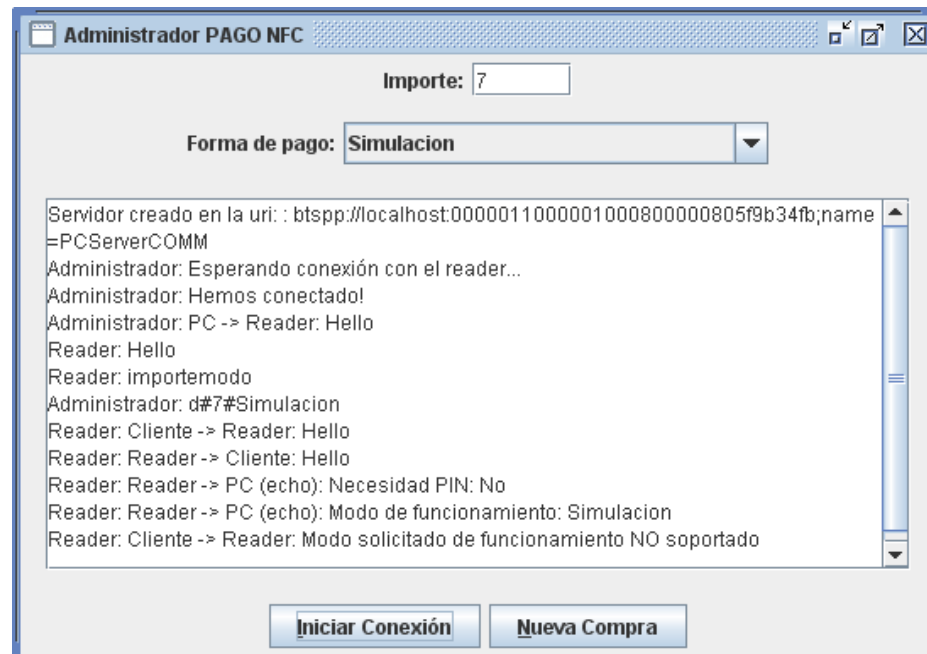 Administrador PAGO NFC
Importe: 7
Forma de pago: Simulacion
Servidor creado en la uri: : btspp://localhost:0000011000001000800000805f9b34fb;name
=PCServerCOMM
Administrador: Esperando conexión con el reader...
Administrador: Hemos conectado!
Administrador: PC -> Reader: Hello
Reader: Hello
Reader: importemodo
Administrador: d#7#Simulacion
Reader: Cliente -> Reader: Hello
Reader: Reader -> Cliente: Hello
Reader: Reader -> PC (echo): Necesidad PIN: No
Reader: Reader -> PC (echo): Modo de funcionamiento: Simulacion
Reader: Cliente -> Reader: Modo solicitado de funcionamiento NO soportado
Iniciar Conexión Nueva Compra